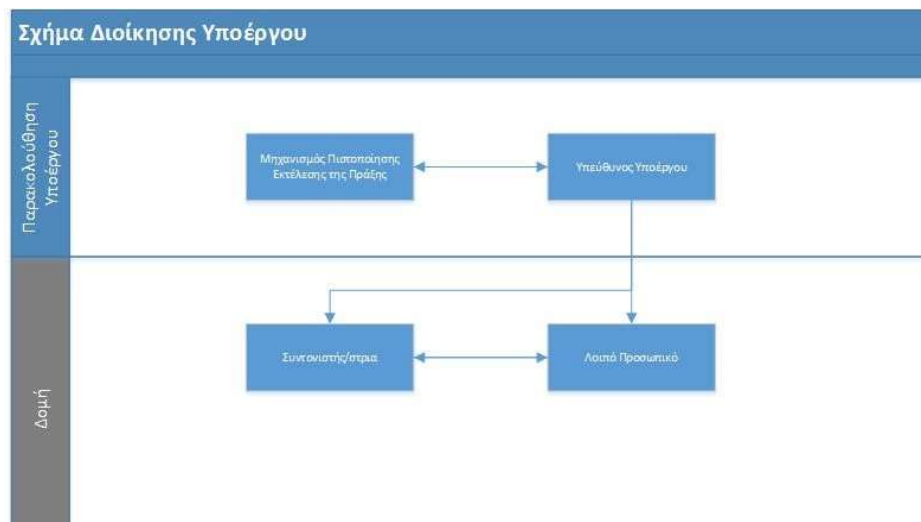 Σχήμα Διοίκησης Υποέργου
Παρακολούθηση
Υποέργου
Μηχανισμός Πιστοποίησης
Εκτέλεσης της Πράξης
Υπεύθυνος Υποέργου
Δομή
Συντονιστής/στρια
Λοιπό Προσωπικό